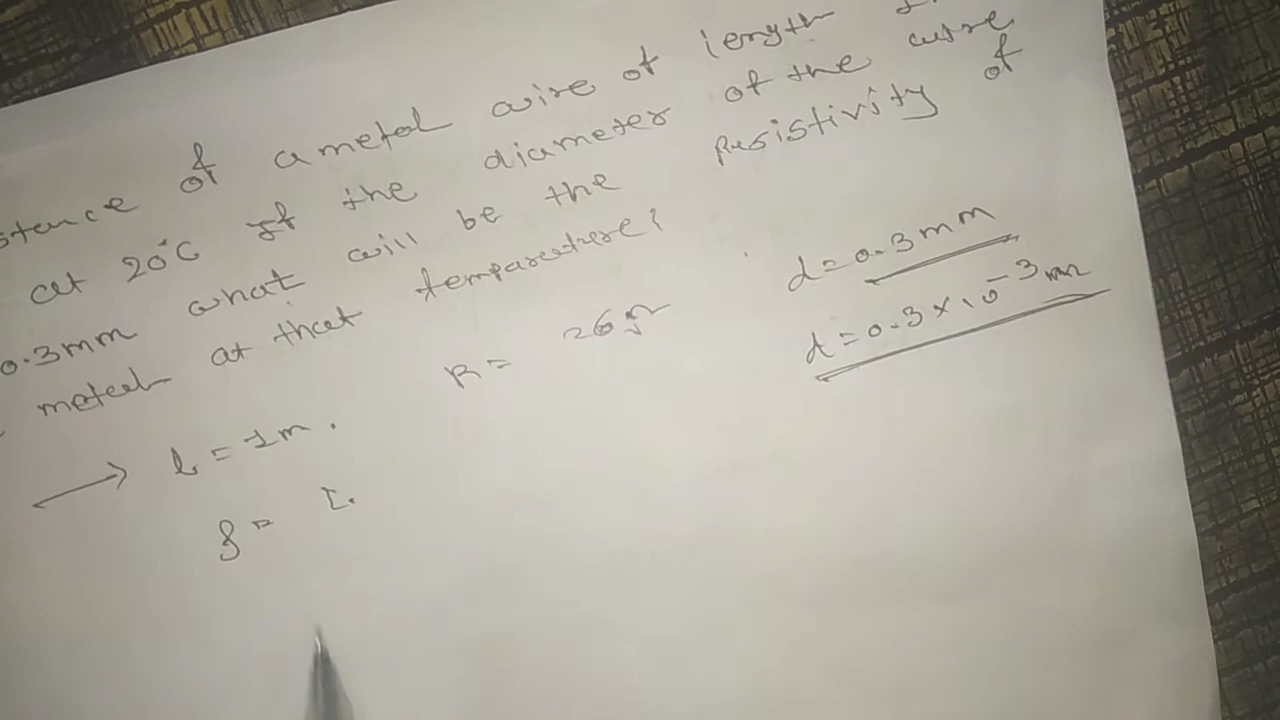 stance of a metal wire of length
at 20°C If the diameter of the wire
0.3mm what will be the Resistivity of
metal at that temperature?
l = 1m. R = 26Ω d = 0.3mm
ρ = d = 0.3 × 10⁻³m